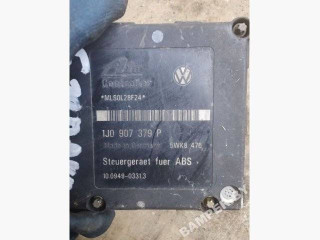 *MLS0L28F24*
1J0 907 379 P
Made in Germany 5WK8 476
Steuergeraet fuer ABS
10.0949-0331.3